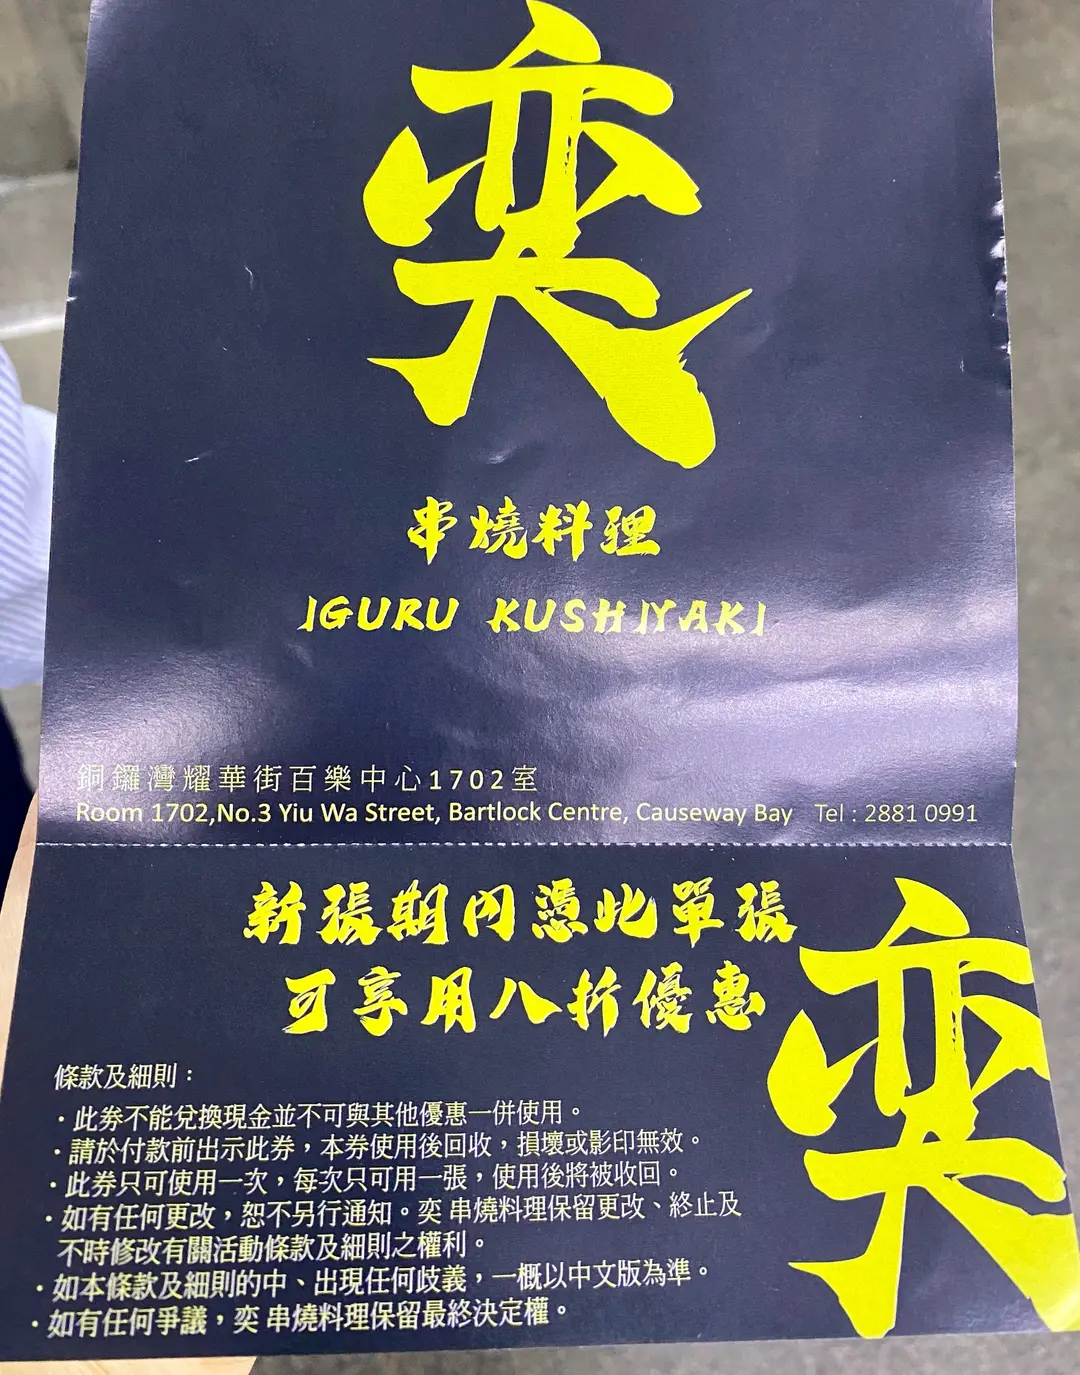 奕
串燒料理
IGURU KUSHIYAKI
銅鑼灣耀華街百樂中心1702室
Room 1702,No.3 Yiu Wa Street, Bartlock Centre, Causeway Bay Tel : 2881 0991
新張期內憑此單張
可享用八折優惠
奕
條款及細則：
・此券不能兌換現金並不可與其他優惠一併使用。
・請於付款前出示此券，本券使用後回收，損壞或影印無效。
・此券只可使用一次，每次只可用一張，使用後將被收回。
・如有任何更改，恕不另行通知。奕 串燒料理保留更改、終止及
不時修改有關活動條款及細則之權利。
・如本條款及細則的中、出現任何歧義，一概以中文版為準。
・如有任何爭議，奕 串燒料理保留最終決定權。